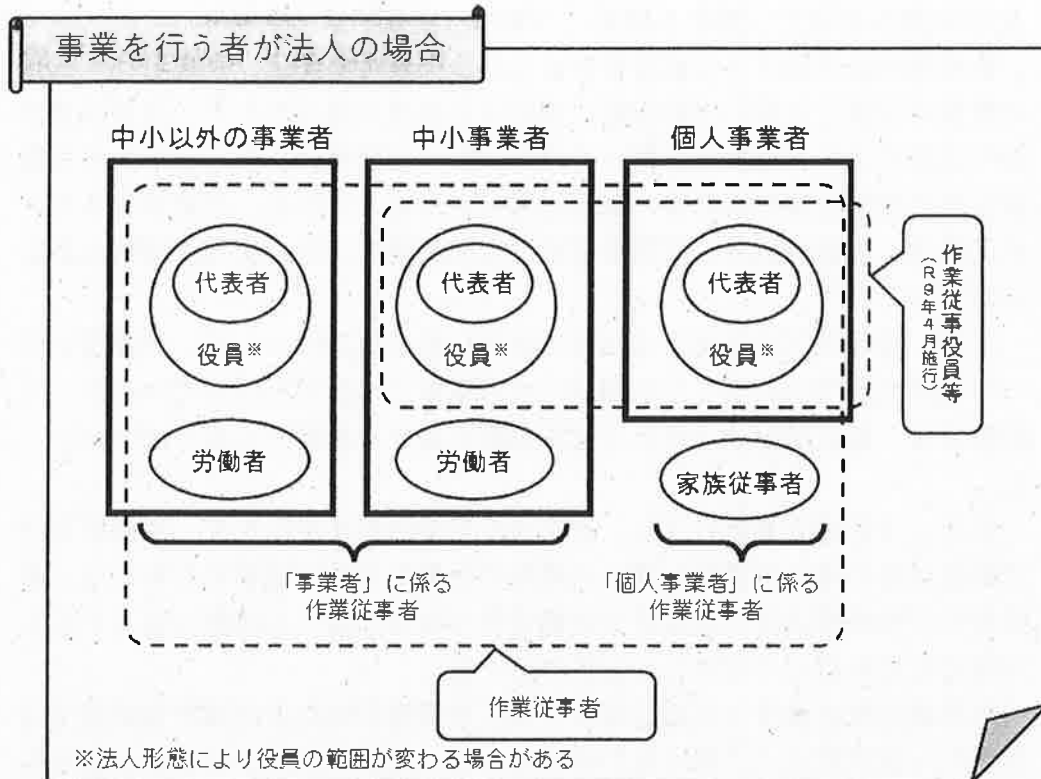 事業を行う者が法人の場合
中小以外の事業者
中小事業者
個人事業者
代表者
役員※
労働者
代表者
役員※
労働者
代表者
役員※
家族従事者
作業従事役員等
(R9年4月施行)
「事業者」に係る
作業従事者
「個人事業者」に係る
作業従事者
作業従事者
※法人形態により役員の範囲が変わる場合がある